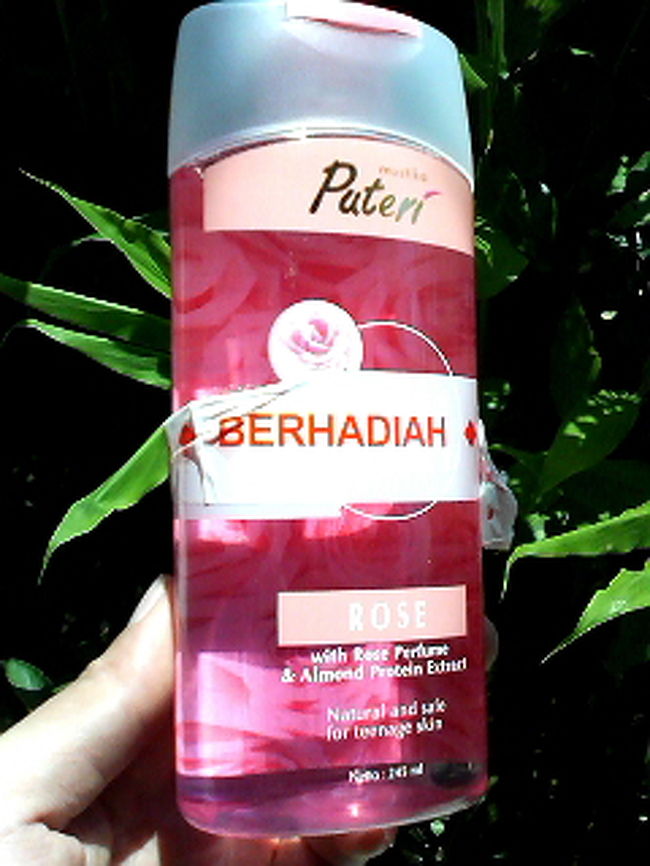 mustika
Puteri
BERHADIAH
ROSE
with Rose Perfume
& Almond Protein Extract
Natural and safe
for teenage skin
Netto : 245 ml